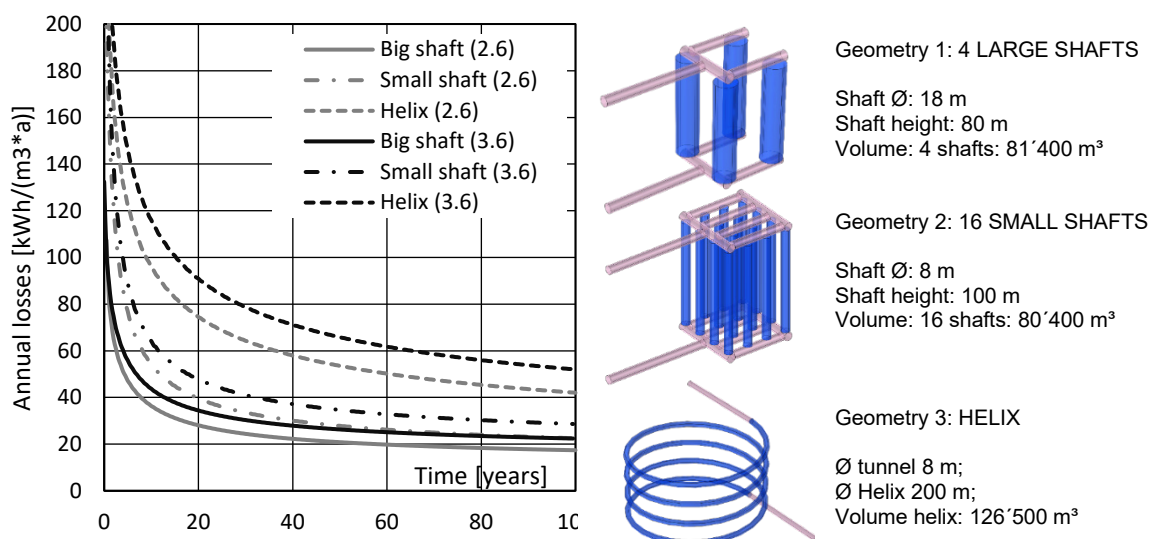 Annual losses [kWh/(m3*a)]
200
180
160
140
120
100
80
60
40
20
0
Big shaft (2.6)
Small shaft (2.6)
Helix (2.6)
Big shaft (3.6)
Small shaft (3.6)
Helix (3.6)
Time [years]
0
20
40
60
80
10
Geometry 1: 4 LARGE SHAFTS
Shaft Ø: 18 m
Shaft height: 80 m
Volume: 4 shafts: 81´400 m³
Geometry 2: 16 SMALL SHAFTS
Shaft Ø: 8 m
Shaft height: 100 m
Volume: 16 shafts: 80´400 m³
Geometry 3: HELIX
Ø tunnel 8 m;
Ø Helix 200 m;
Volume helix: 126´500 m³